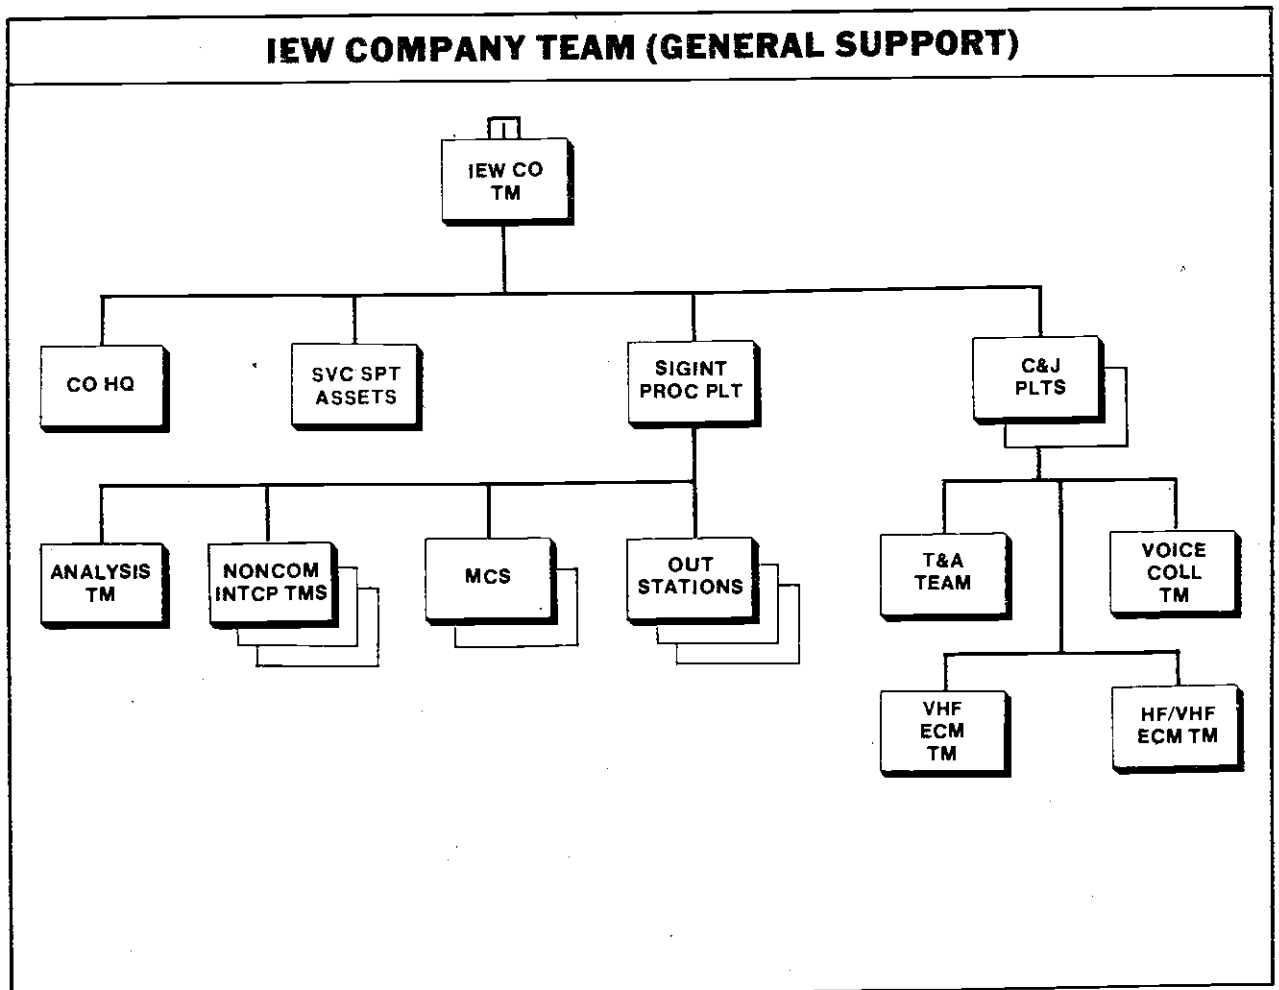 IEW COMPANY TEAM (GENERAL SUPPORT)
IEW CO
TM
CO HQ
SVC SPT
ASSETS
SIGINT
PROC PLT
C&J
PLTS
ANALYSIS
TM
NONCOM
INTCP TMS
MCS
OUT
STATIONS
T&A
TEAM
VOICE
COLL
TM
VHF
ECM
TM
HF/VHF
ECM TM